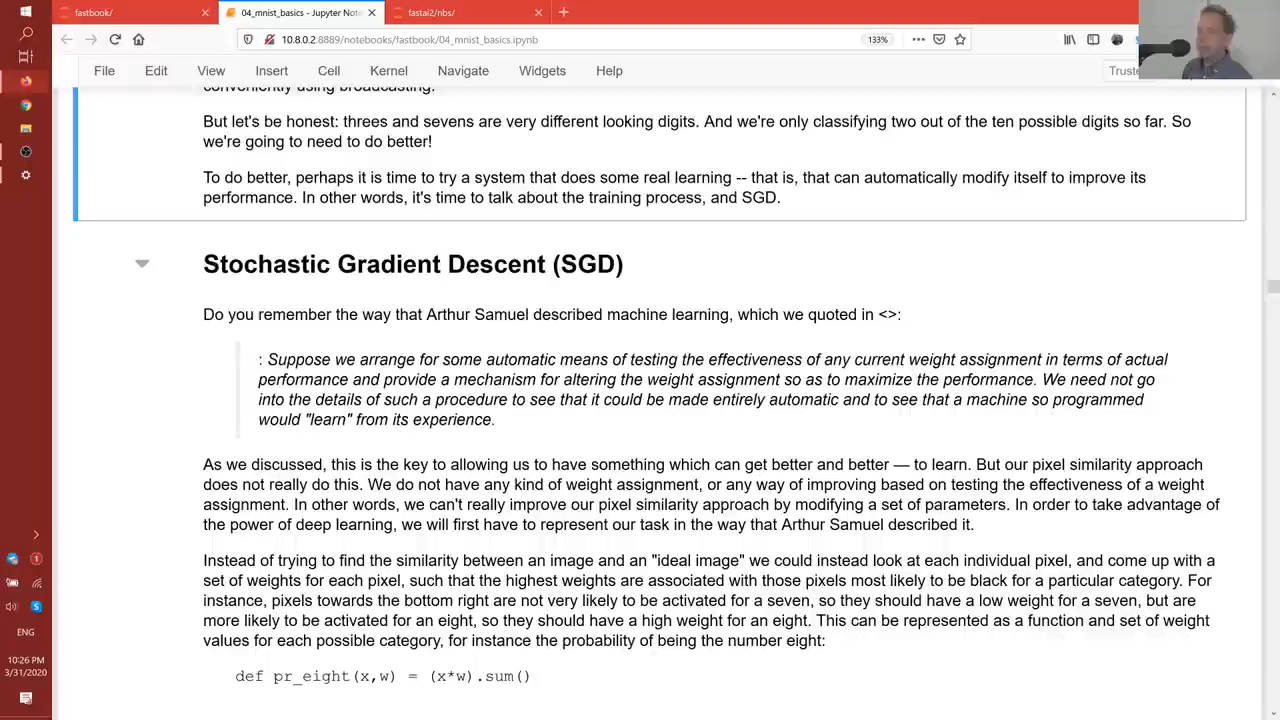 fastbook/
04_mnist_basics - Jupyter Not
fastai2/nbs/
10.8.0.2:8889/notebooks/fastbook/04_mnist_basics.ipynb
133%
File Edit View Insert Cell Kernel Navigate Widgets Help
Truste
conveniently using broadcasting.
But let's be honest: threes and sevens are very different looking digits. And we're only classifying two out of the ten possible digits so far. So
we're going to need to do better!
To do better, perhaps it is time to try a system that does some real learning -- that is, that can automatically modify itself to improve its
performance. In other words, it's time to talk about the training process, and SGD.
Stochastic Gradient Descent (SGD)
Do you remember the way that Arthur Samuel described machine learning, which we quoted in <>:
: Suppose we arrange for some automatic means of testing the effectiveness of any current weight assignment in terms of actual
performance and provide a mechanism for altering the weight assignment so as to maximize the performance. We need not go
into the details of such a procedure to see that it could be made entirely automatic and to see that a machine so programmed
would "learn" from its experience.
As we discussed, this is the key to allowing us to have something which can get better and better — to learn. But our pixel similarity approach
does not really do this. We do not have any kind of weight assignment, or any way of improving based on testing the effectiveness of a weight
assignment. In other words, we can't really improve our pixel similarity approach by modifying a set of parameters. In order to take advantage of
the power of deep learning, we will first have to represent our task in the way that Arthur Samuel described it.
Instead of trying to find the similarity between an image and an "ideal image" we could instead look at each individual pixel, and come up with a
set of weights for each pixel, such that the highest weights are associated with those pixels most likely to be black for a particular category. For
instance, pixels towards the bottom right are not very likely to be activated for a seven, so they should have a low weight for a seven, but are
more likely to be activated for an eight, so they should have a high weight for an eight. This can be represented as a function and set of weight
values for each possible category, for instance the probability of being the number eight:
def pr_eight(x,w) = (x*w).sum()
ENG
10:26 PM
3/31/2020